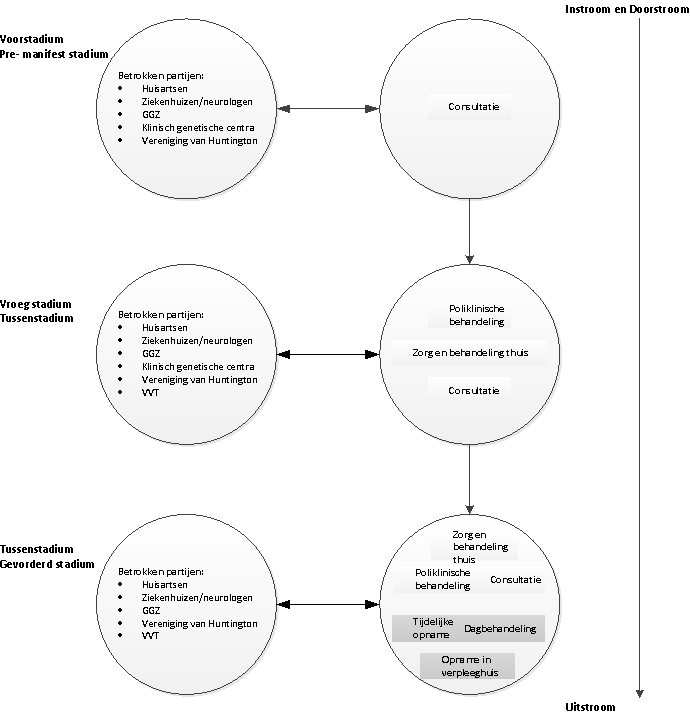 Instroom en Doorstroom
Voorstadium
Pre- manifest stadium
Betrokken partijen:
• Huisartsen
• Ziekenhuizen/neurologen
• GGZ
• Klinisch genetische centra
• Vereniging van Huntington
Consultatie
Vroeg stadium
Tussenstadium
Betrokken partijen:
• Huisartsen
• Ziekenhuizen/neurologen
• GGZ
• Klinisch genetische centra
• Vereniging van Huntington
• VVT
Poliklinische
behandeling
Zorg en behandeling thuis
Consultatie
Tussenstadium
Gevorderd stadium
Betrokken partijen:
• Huisartsen
• Ziekenhuizen/neurologen
• GGZ
• Vereniging van Huntington
• VVT
Zorg en
behandeling
thuis
Poliklinische
behandeling
Consultatie
Tijdelijke
opname
Dagbehandeling
Opname in
verpleeghuis
Uitstroom